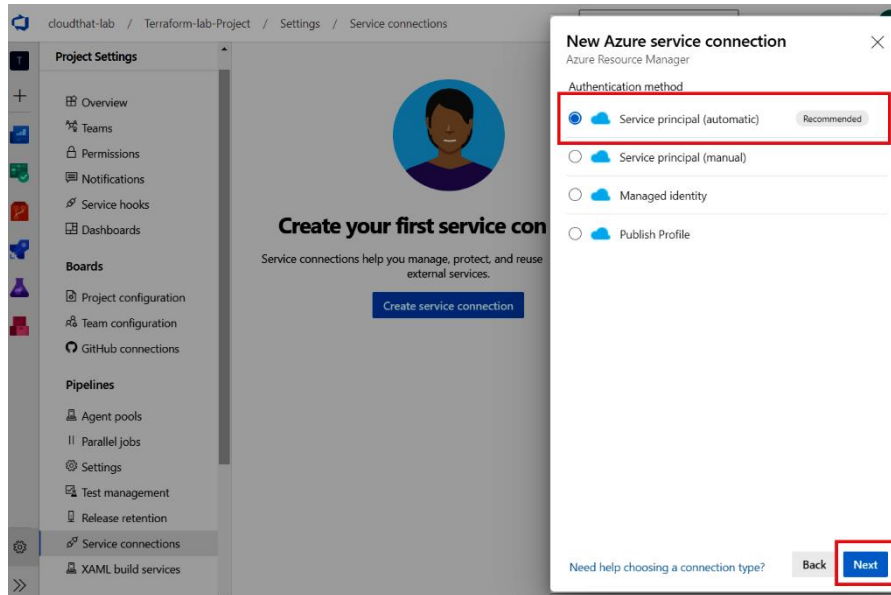 cloudthat-lab / Terraform-lab-Project / Settings / Service connections
T
Project Settings
Overview
Teams
Permissions
Notifications
Service hooks
Dashboards
Boards
Project configuration
Team configuration
GitHub connections
Pipelines
Agent pools
Parallel jobs
Settings
Test management
Release retention
Service connections
XAML build services
Create your first service con
Service connections help you manage, protect, and reuse
external services.
Create service connection
New Azure service connection
Azure Resource Manager
Authentication method
Service principal (automatic) Recommended
Service principal (manual)
Managed identity
Publish Profile
Need help choosing a connection type? Back Next